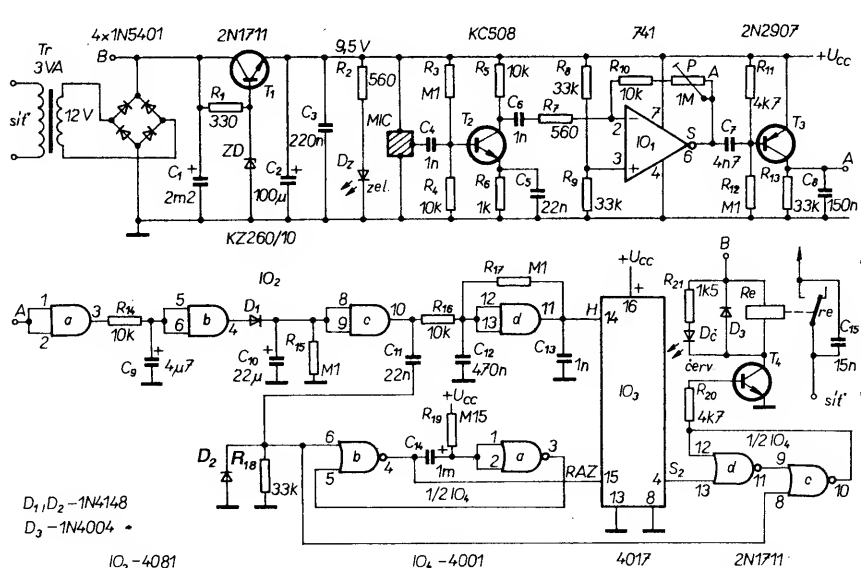 Tr
3VA
4x1N5401
B
2N1711
9,5 V
KC508
741
2N2907
+Ucc
síť
12 V
R1
330
T1
C1
2m2
ZD
KZ260/10
C2
100μ
C3
220n
R2
560
Dz
zel.
MIC
R3
M1
C4
1n
R4
10k
T2
R5
10k
R6
1k
C5
22n
C6
1n
R7
560
R8
33k
R9
33k
R10
10k
P
1M
A
2
3
7
4
IO1
S
6
C7
4n7
R11
4k7
R12
M1
T3
R13
33k
C8
150n
A
IO2
A
1
2
a
3
R14
10k
C9
4μ7
5
6
b
4
D1
C10
22μ
R15
M1
8
9
c
10
C11
22n
R16
10k
C12
470n
R17
M1
12
13
d
11
C13
1n
H
14
+Ucc
16
IO3
RAZ
15
13
8
4
S2
B
R21
1k5
Dč
červ.
D3
Re
re
C15
15n
síť
T4
R20
4k7
1/2 IO4
12
13
d
11
9
8
c
10
D2
R18
33k
6
5
b
4
C14
1m
+Ucc
R19
M15
1
2
a
3
1/2 IO4
D1, D2 - 1N4148
D3 - 1N4004
IO2 - 4081
IO4 - 4001
4017
2N1711